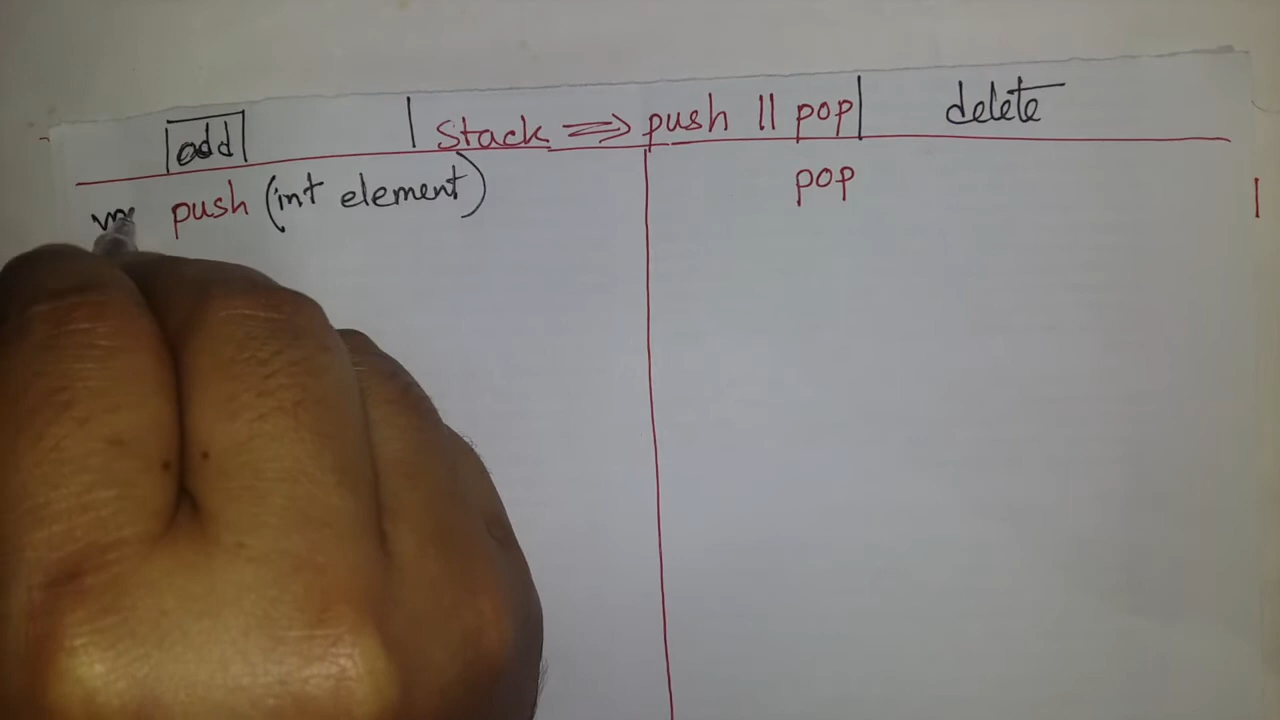 add | stack => push || pop | delete
push (int element)
pop